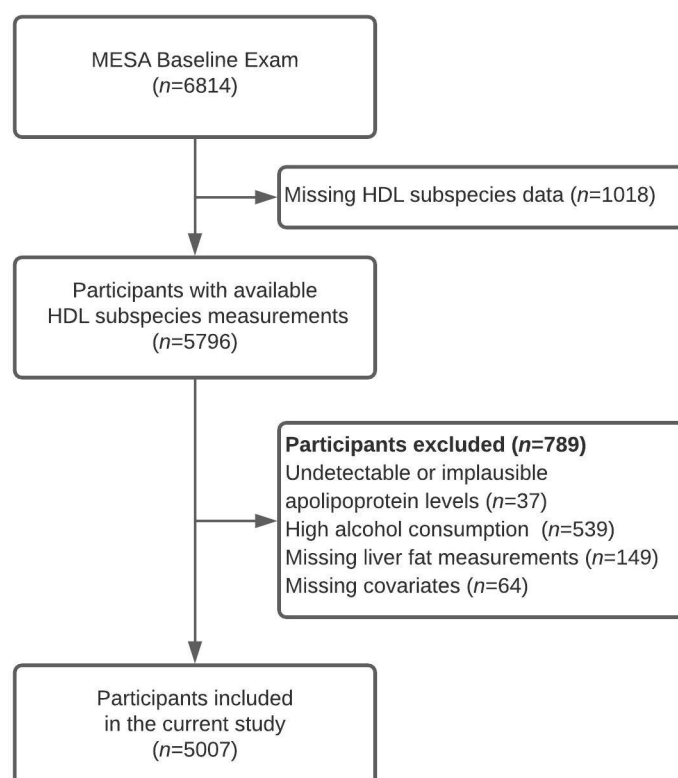 MESA Baseline Exam
(n=6814)
Missing HDL subspecies data (n=1018)
Participants with available
HDL subspecies measurements
(n=5796)
Participants excluded (n=789)
Undetectable or implausible
apolipoprotein levels (n=37)
High alcohol consumption (n=539)
Missing liver fat measurements (n=149)
Missing covariates (n=64)
Participants included
in the current study
(n=5007)